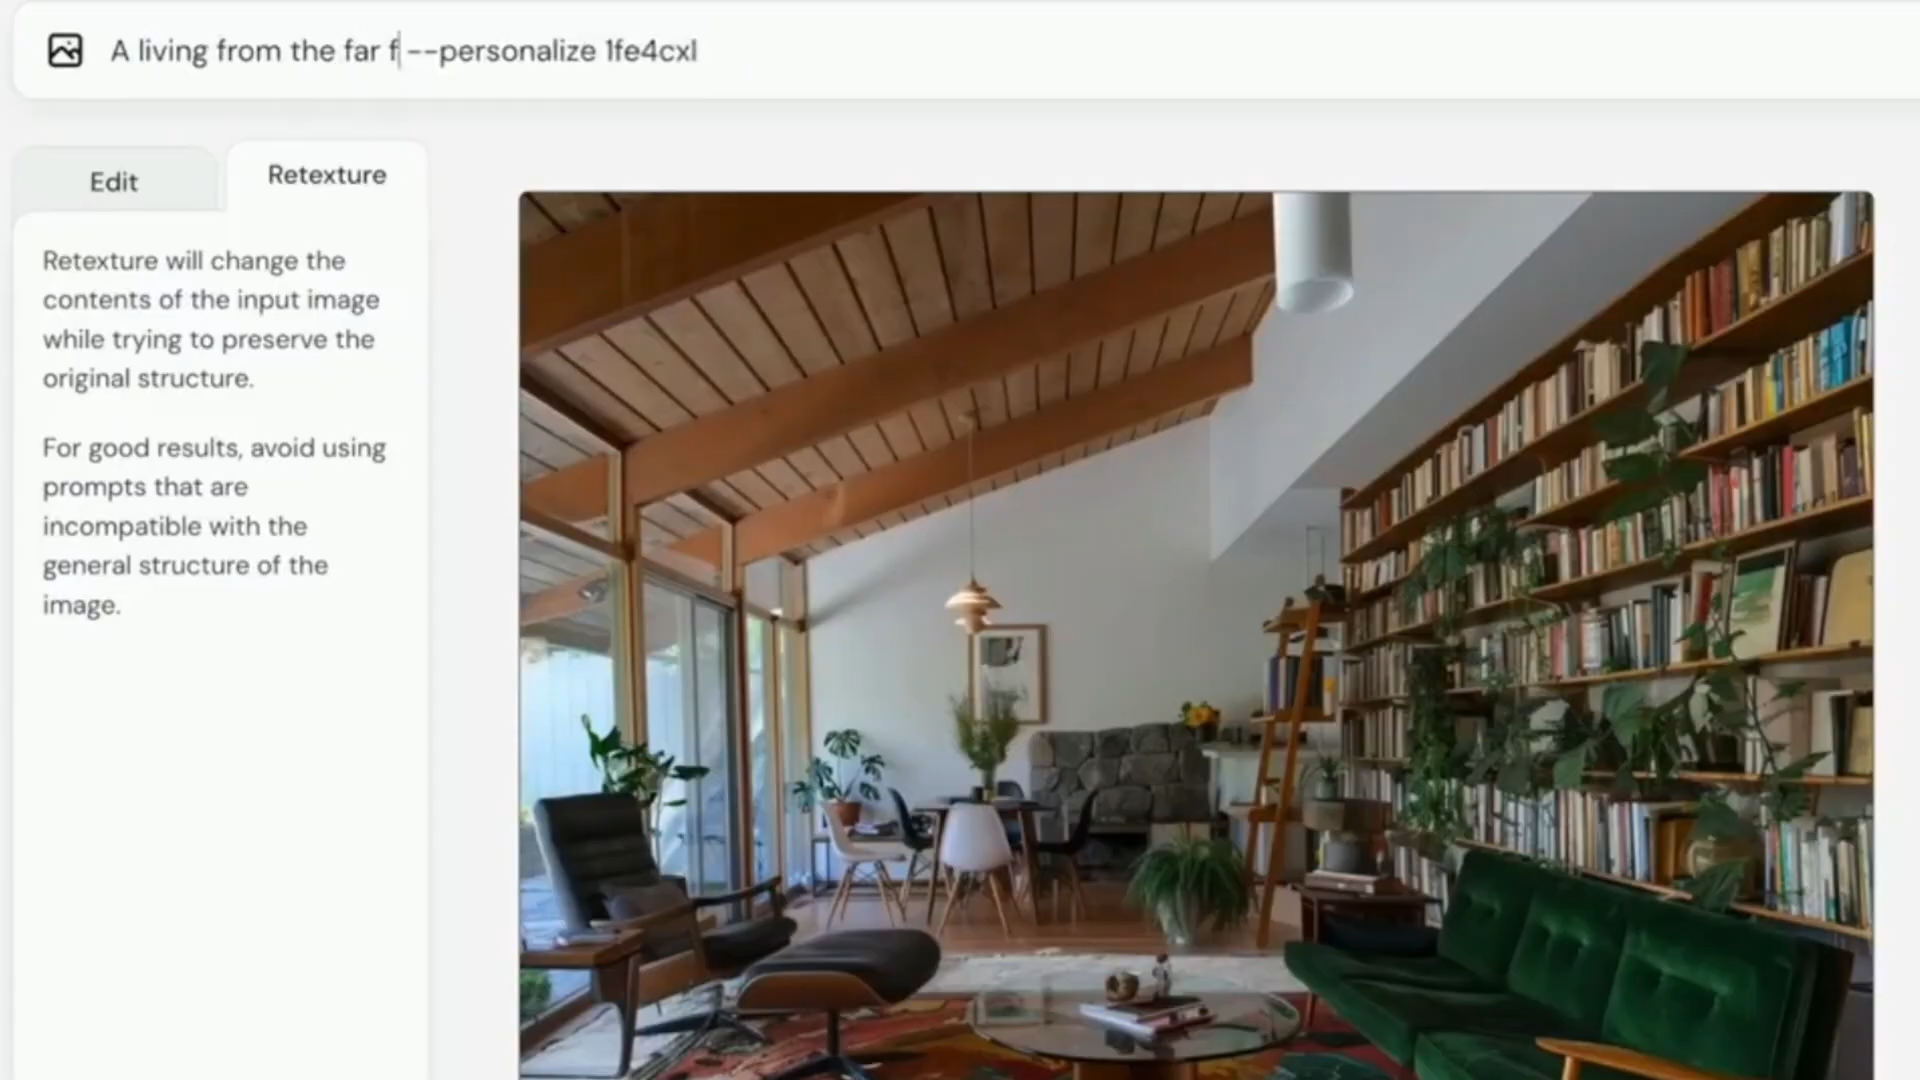 A living from the far f --personalize 1fe4cxl
Edit
Retexture
Retexture will change the
contents of the input image
while trying to preserve the
original structure.
For good results, avoid using
prompts that are
incompatible with the
general structure of the
image.